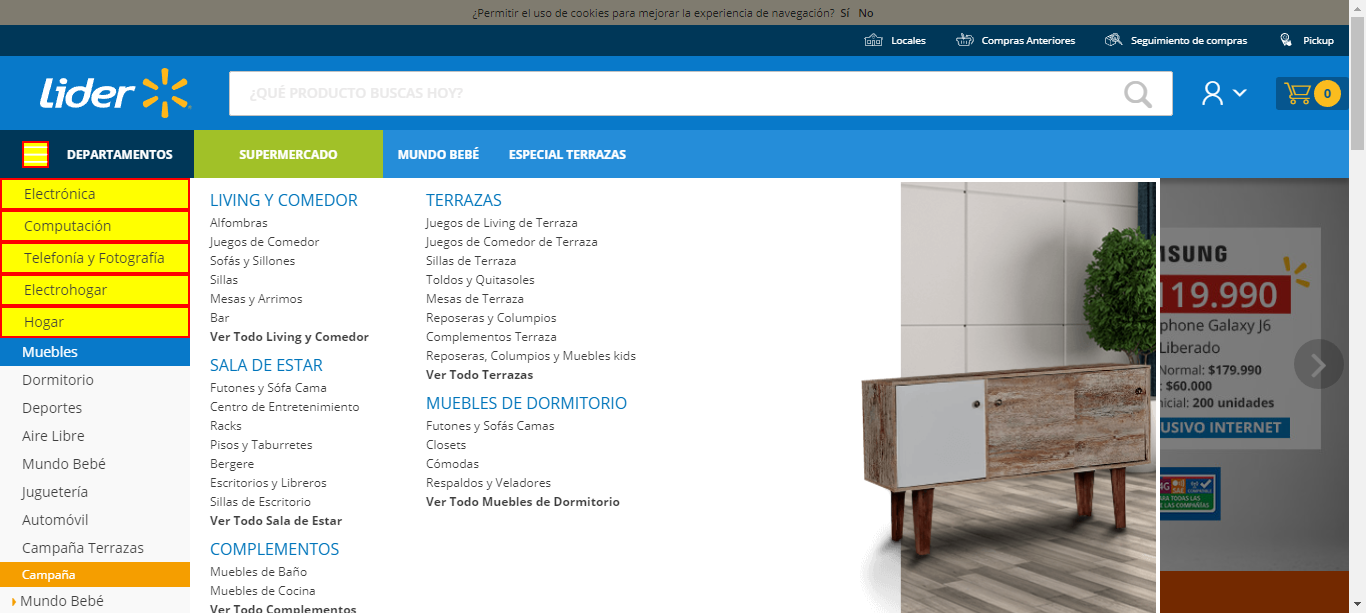 ¿Permitir el uso de cookies para mejorar la experiencia de navegación? Sí No
Locales
Compras Anteriores
Seguimiento de compras
Pickup
lider
¿QUÉ PRODUCTO BUSCAS HOY?
0
DEPARTAMENTOS
SUPERMERCADO
MUNDO BEBÉ
ESPECIAL TERRAZAS
Electrónica
Computación
Telefonía y Fotografía
Electrohogar
Hogar
Muebles
Dormitorio
Deportes
Aire Libre
Mundo Bebé
Juguetería
Automóvil
Campaña Terrazas
Campaña
Mundo Bebé
LIVING Y COMEDOR
Alfombras
Juegos de Comedor
Sofás y Sillones
Sillas
Mesas y Arrimos
Bar
Ver Todo Living y Comedor
SALA DE ESTAR
Futones y Sófa Cama
Centro de Entretenimiento
Racks
Pisos y Taburretes
Bergere
Escritorios y Libreros
Sillas de Escritorio
Ver Todo Sala de Estar
COMPLEMENTOS
Muebles de Baño
Muebles de Cocina
Ver Todo Complementos
TERRAZAS
Juegos de Living de Terraza
Juegos de Comedor de Terraza
Sillas de Terraza
Toldos y Quitasoles
Mesas de Terraza
Reposeras y Columpios
Complementos Terraza
Reposeras, Columpios y Muebles kids
Ver Todo Terrazas
MUEBLES DE DORMITORIO
Futones y Sofás Camas
Closets
Cómodas
Respaldos y Veladores
Ver Todo Muebles de Dormitorio
SUNG
19.990
phone Galaxy J6
Liberado
Normal: $179.990
: $60.000
icial: 200 unidades
USIVO INTERNET
4G